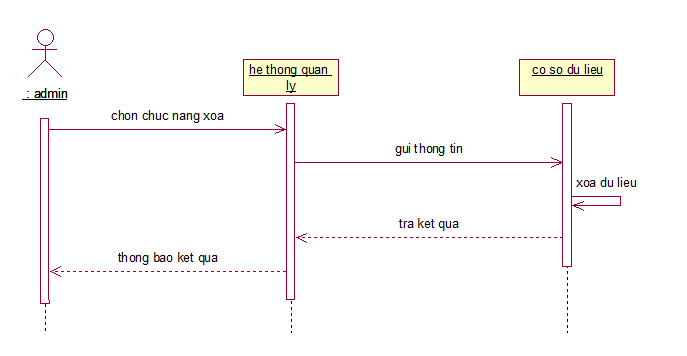 : admin
he thong quan
ly
co so du lieu
chon chuc nang xoa
gui thong tin
xoa du lieu
tra ket qua
thong bao ket qua